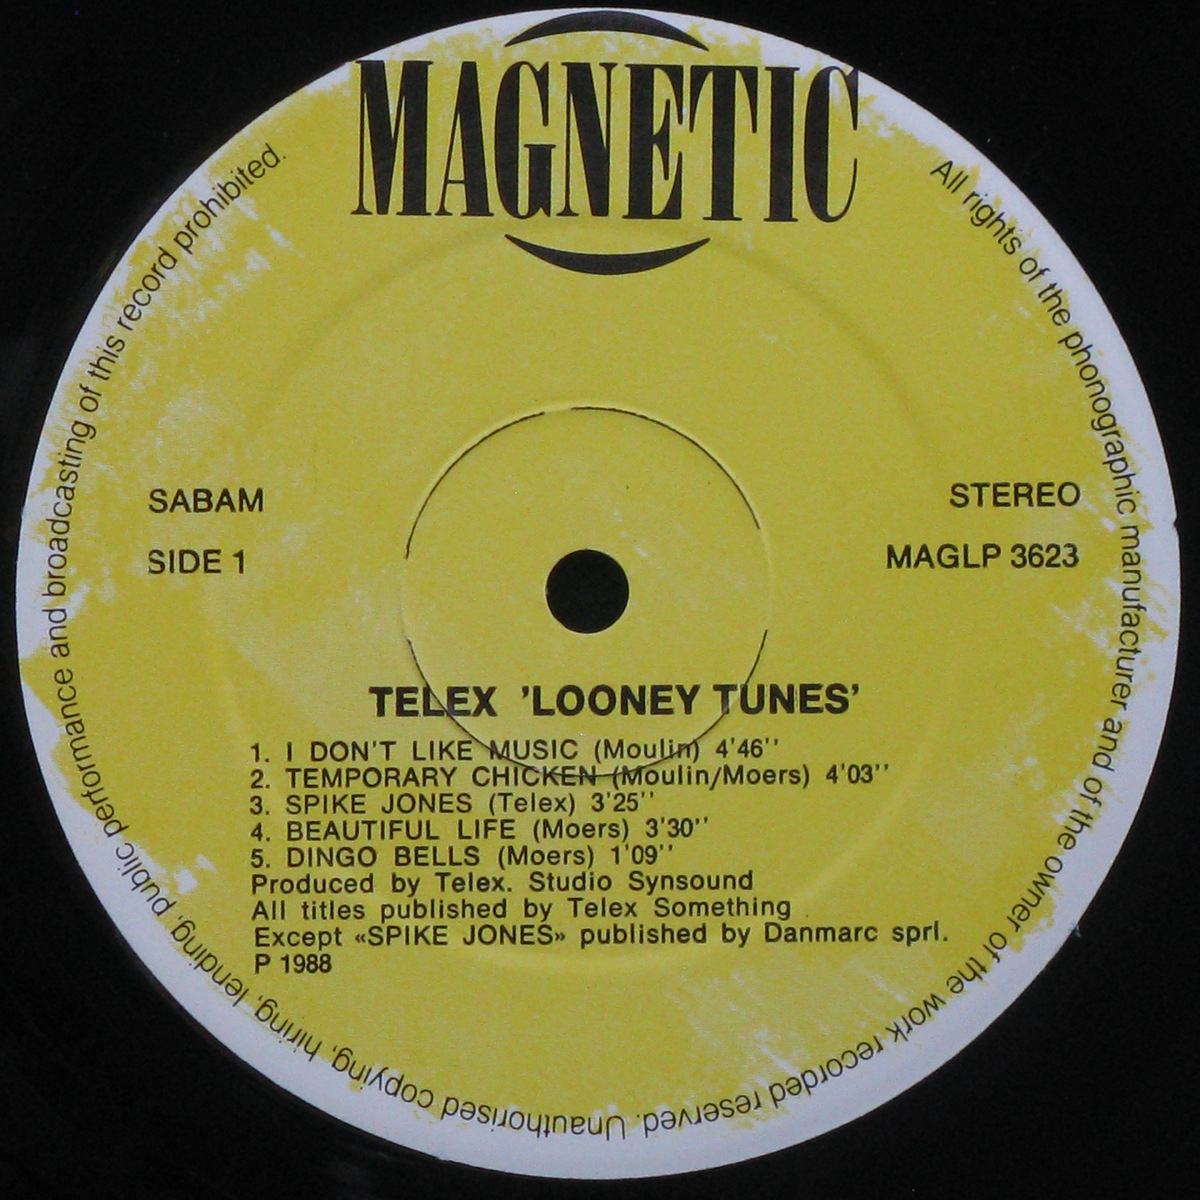 MAGNETIC
All rights of the phonographic manufacturer and of the owner of the work recorded reserved. Unauthorised copying, hiring, lending, public performance and broadcasting of this record prohibited.
SABAM
STEREO
SIDE 1
MAGLP 3623
TELEX 'LOONEY TUNES'
1. I DON'T LIKE MUSIC (Moulin) 4'46''
2. TEMPORARY CHICKEN (Moulin/Moers) 4'03''
3. SPIKE JONES (Telex) 3'25''
4. BEAUTIFUL LIFE (Moers) 3'30''
5. DINGO BELLS (Moers) 1'09''
Produced by Telex. Studio Synsound
All titles published by Telex Something
Except «SPIKE JONES» published by Danmarc sprl.
P 1988